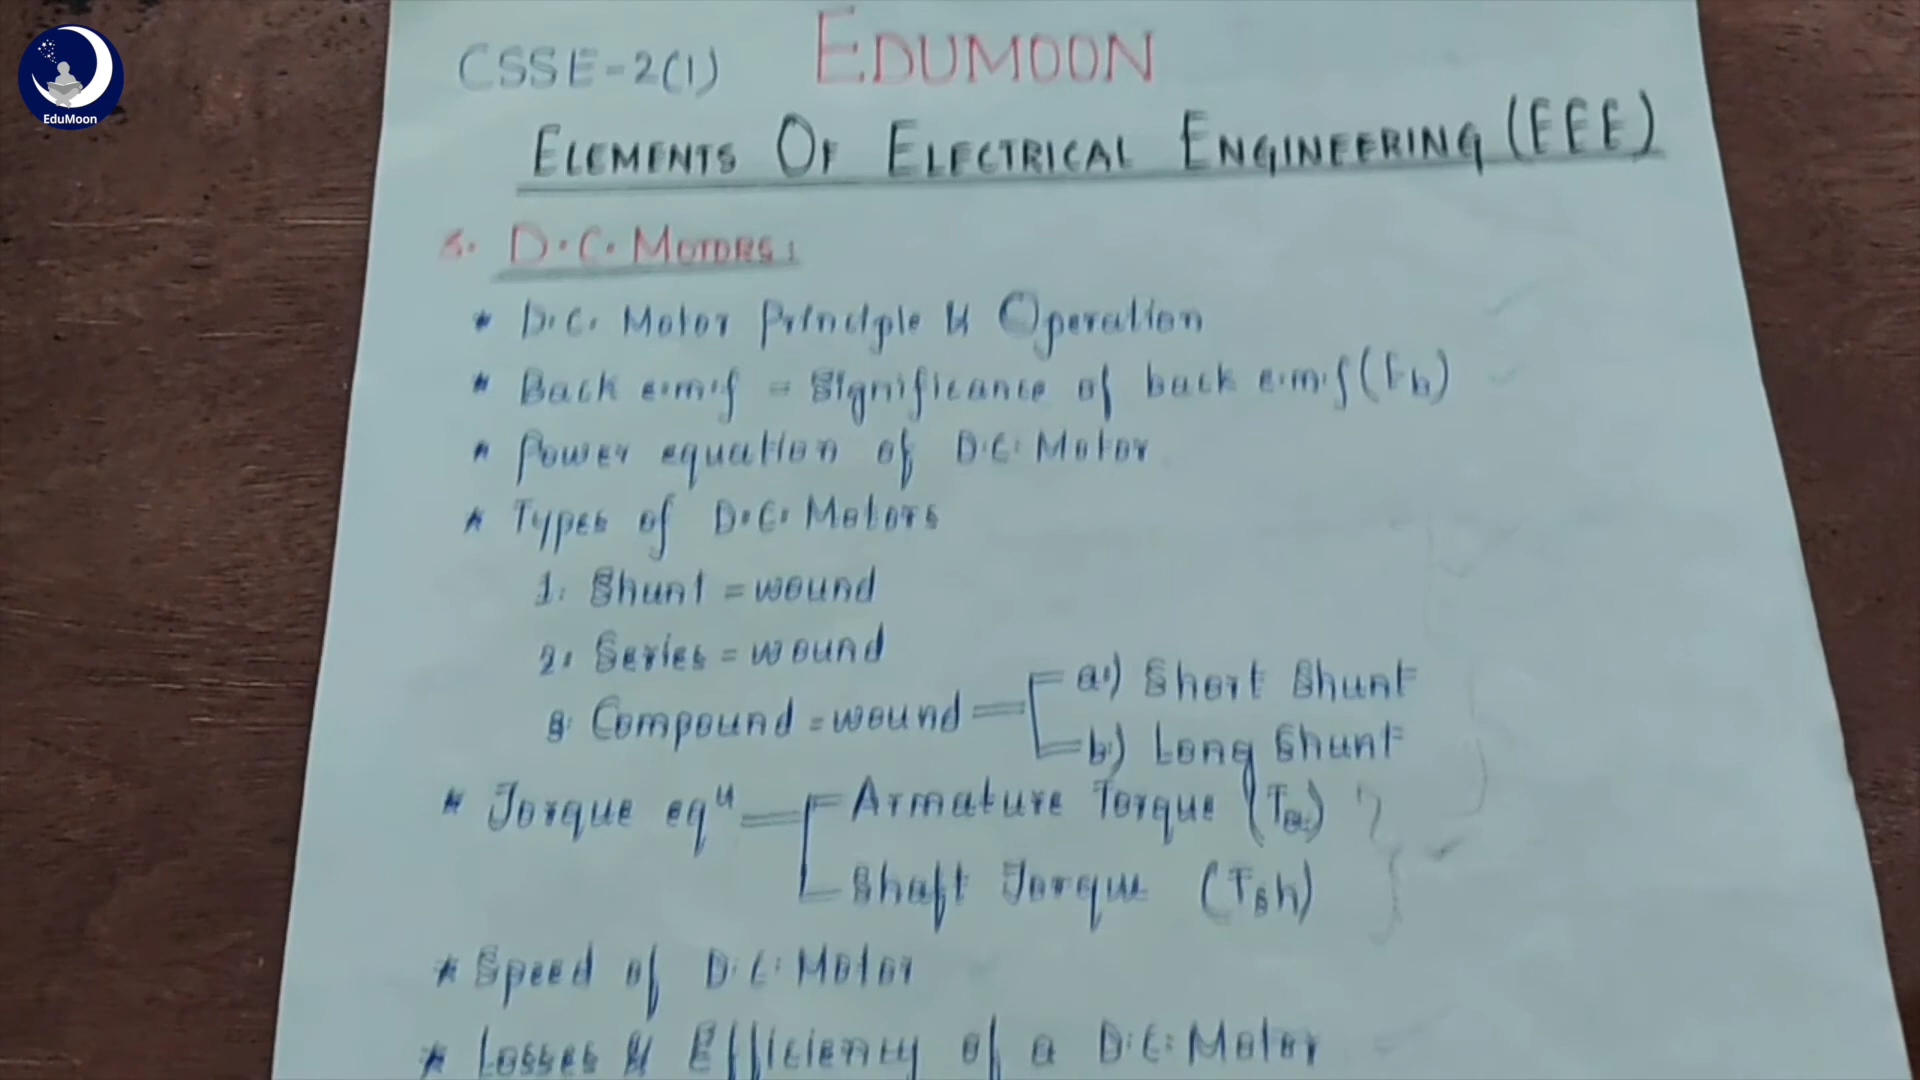 EduMoon
CSSE-2(1) EDUMOON
ELEMENTS OF ELECTRICAL ENGINEERING (EEE)
D.C. MOTORS:
* D.C. Motor Principle & Operation
* Back e.m.f - Significance of back e.m.f (Eb)
* Power equation of D.C. Motor
* Types of D.C. Motors
1. Shunt - wound
2. Series - wound
3. Compound - wound
a.) Short Shunt
b.) Long Shunt
* Torque eqn
Armature Torque (Ta)
Shaft Torque (Tsh)
* Speed of D.C. Motor
* Losses & Efficiency of a D.C. Motor